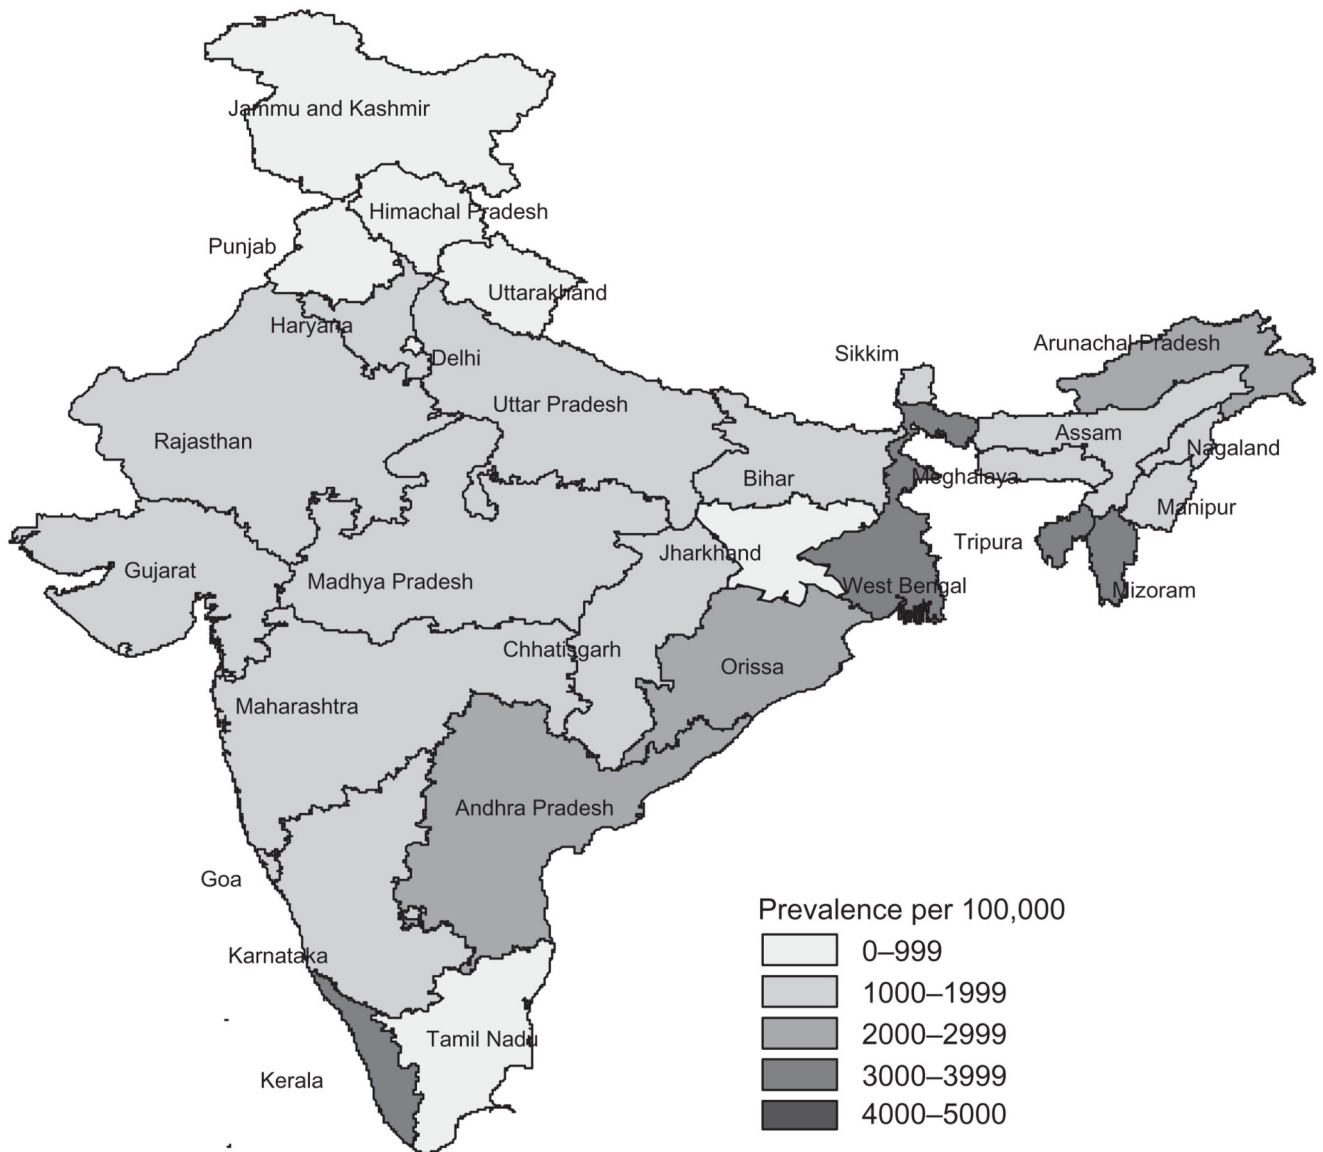 Jammu and Kashmir
Himachal Pradesh
Punjab
Uttarakhand
Haryana
Arunachal Pradesh
Sikkim
Delhi
Uttar Pradesh
Assam
Rajasthan
Nagaland
Bihar
Meghalaya
Manipur
Tripura
Jharkhand
Gujarat
Madhya Pradesh
West Bengal
Mizoram
Chhatisgarh
Orissa
Maharashtra
Andhra Pradesh
Goa
Karnataka
Tamil Nadu
Kerala
Prevalence per 100,000
0–999
1000–1999
2000–2999
3000–3999
4000–5000